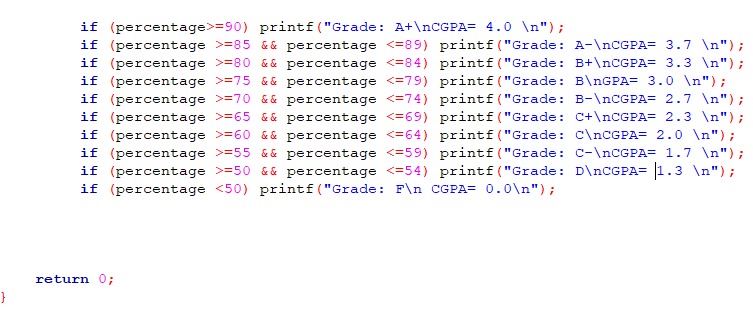 if (percentage>=90) printf("Grade: A+\nCGPA= 4.0 \n");
if (percentage >=85 && percentage <=89) printf("Grade: A-\nCGPA= 3.7 \n");
if (percentage >=80 && percentage <=84) printf("Grade: B+\nCGPA= 3.3 \n");
if (percentage >=75 && percentage <=79) printf("Grade: B\nGPA= 3.0 \n");
if (percentage >=70 && percentage <=74) printf("Grade: B-\nCGPA= 2.7 \n");
if (percentage >=65 && percentage <=69) printf("Grade: C+\nCGPA= 2.3 \n");
if (percentage >=60 && percentage <=64) printf("Grade: C\nCGPA= 2.0 \n");
if (percentage >=55 && percentage <=59) printf("Grade: C-\nCGPA= 1.7 \n");
if (percentage >=50 && percentage <=54) printf("Grade: D\nCGPA= 1.3 \n");
if (percentage <50) printf("Grade: F\n CGPA= 0.0\n");
return 0;
}